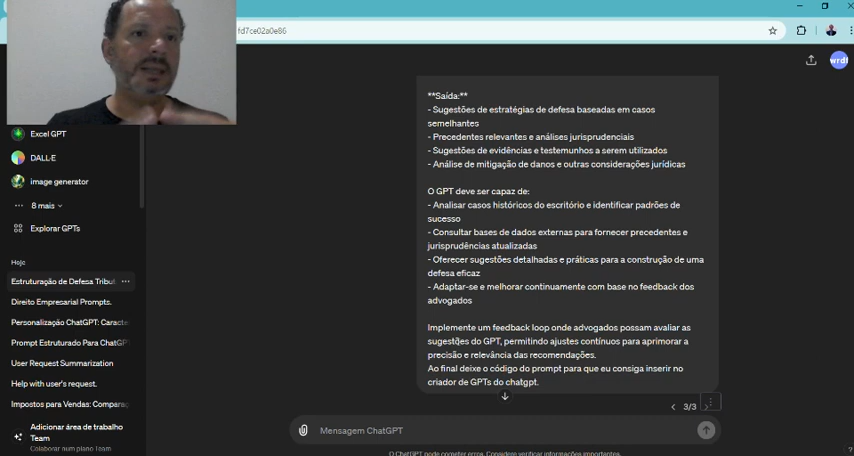 fd7ce02a0e86
wrdf
Excel GPT
DALL·E
image generator
8 mais
Explorar GPTs
Hoje
Estruturação de Defesa Tribut
Direito Empresarial Prompts.
Personalização ChatGPT: Caracte
Prompt Estruturado para ChatGP
User Request Summarization
Help with user's request.
Impostos para Vendas: Comparaç
Adicionar área de trabalho
Team
Colaborar num plano Team
**Saída:**
- Sugestões de estratégias de defesa baseadas em casos
semelhantes
- Precedentes relevantes e análises jurisprudenciais
- Sugestões de evidências e testemunhos a serem utilizados
- Análise de mitigação de danos e outras considerações jurídicas
O GPT deve ser capaz de:
- Analisar casos históricos do escritório e identificar padrões de
sucesso
- Consultar bases de dados externas para fornecer precedentes e
jurisprudências atualizadas
- Oferecer sugestões detalhadas e práticas para a construção de uma
defesa eficaz
- Adaptar-se e melhorar continuamente com base no feedback dos
advogados
Implemente um feedback loop onde advogados possam avaliar as
sugestões do GPT, permitindo ajustes contínuos para aprimorar a
precisão e relevância das recomendações.
Ao final deixe o código do prompt para que eu consiga inserir no
criador de GPTs do chatgpt.
3/3
Mensagem ChatGPT
O ChatGPT pode cometer erros. Considere verificar informações importantes.
?